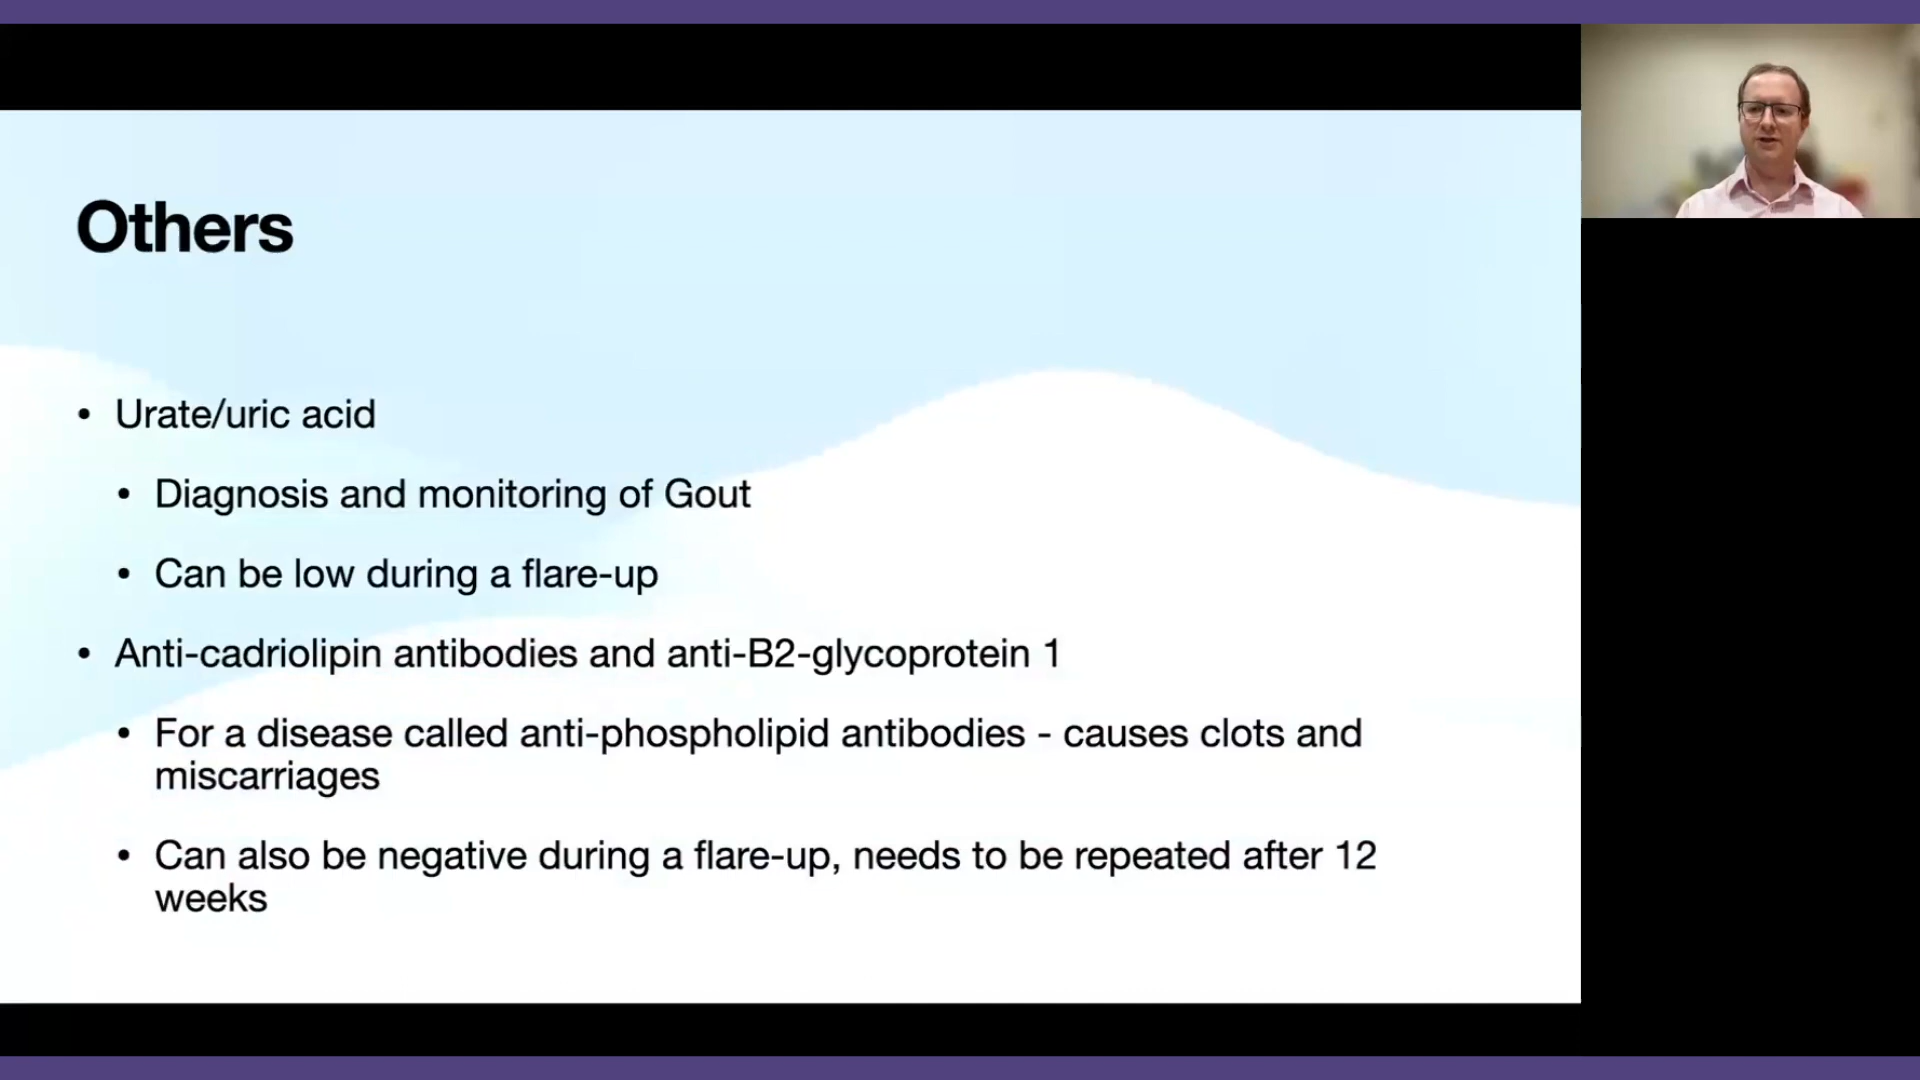 Others
• Urate/uric acid
• Diagnosis and monitoring of Gout
• Can be low during a flare-up
• Anti-cadriolipin antibodies and anti-B2-glycoprotein 1
• For a disease called anti-phospholipid antibodies - causes clots and
miscarriages
• Can also be negative during a flare-up, needs to be repeated after 12
weeks